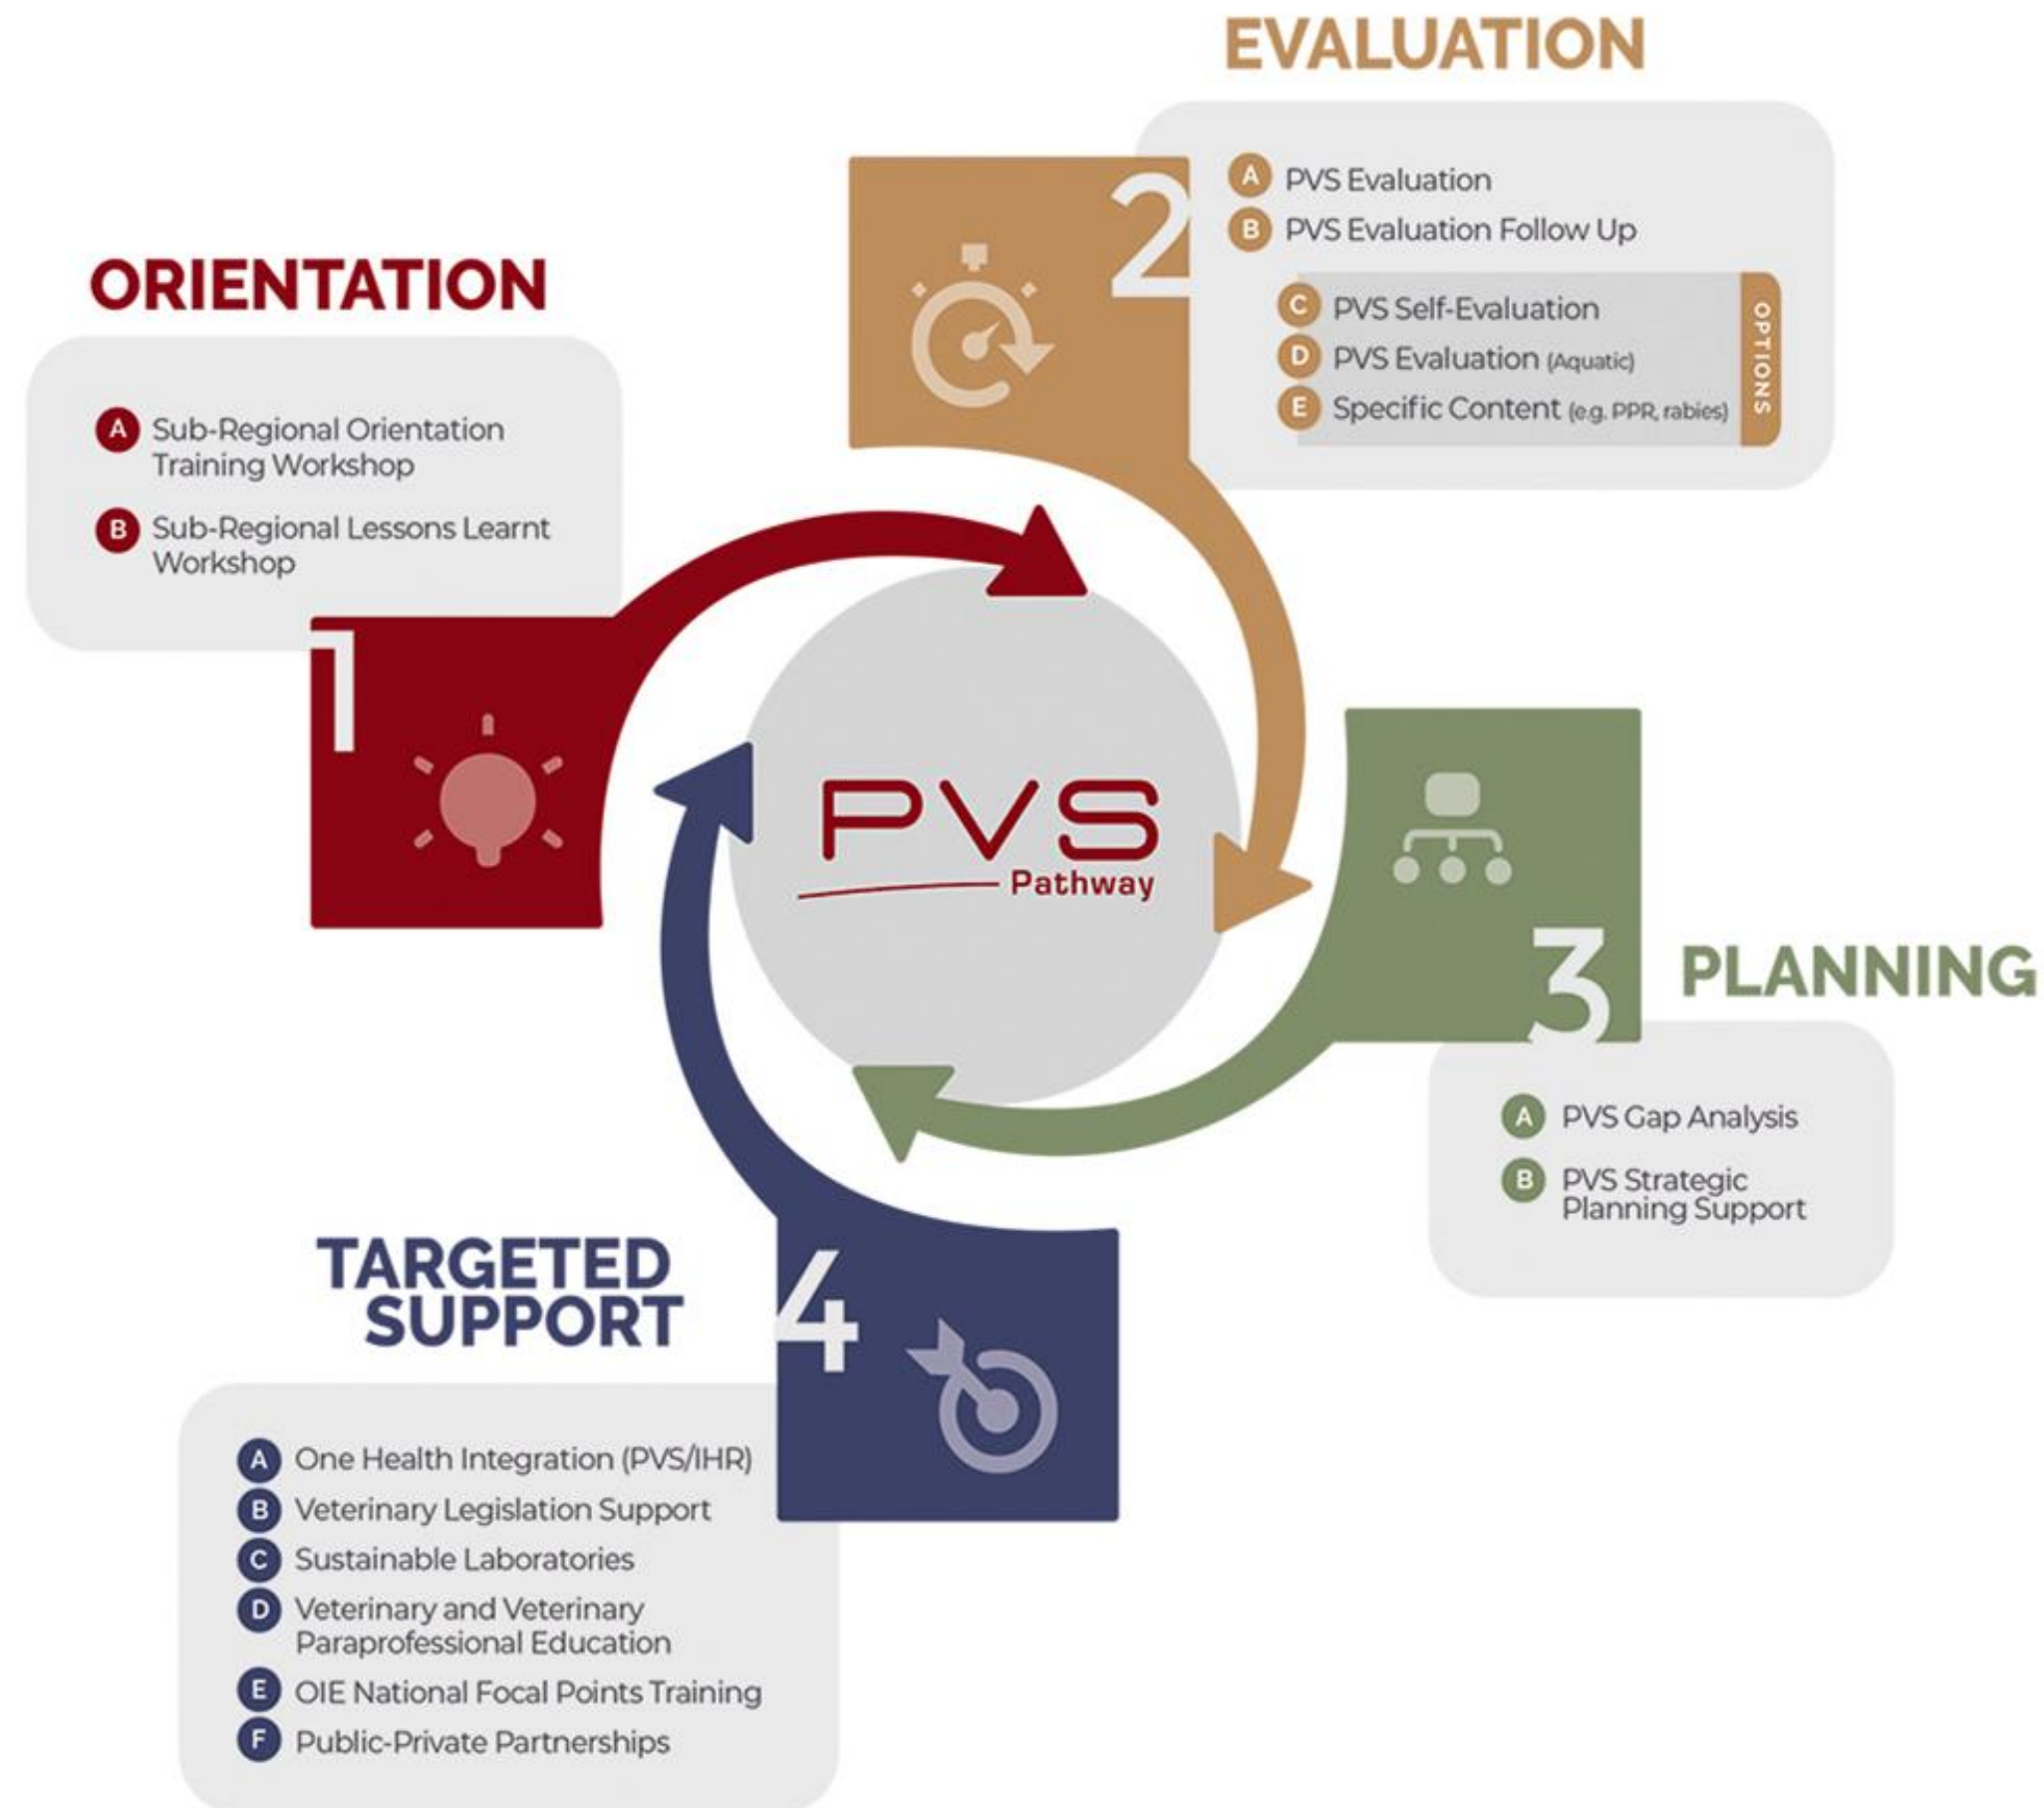 ORIENTATION
A Sub-Regional Orientation
Training Workshop
B Sub-Regional Lessons Learnt
Workshop
1
EVALUATION
2
A PVS Evaluation
B PVS Evaluation Follow Up
C PVS Self-Evaluation
D PVS Evaluation (Aquatic)
E Specific Content (e.g. PPR, rabies)
OPTIONS
PVS
Pathway
3
PLANNING
A PVS Gap Analysis
B PVS Strategic
Planning Support
TARGETED
SUPPORT
4
A One Health Integration (PVS/IHR)
B Veterinary Legislation Support
C Sustainable Laboratories
D Veterinary and Veterinary
Paraprofessional Education
E OIE National Focal Points Training
F Public-Private Partnerships